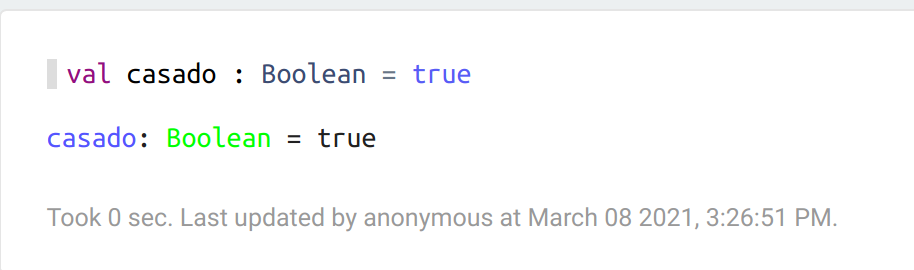 val casado : Boolean = true
casado: Boolean = true
Took 0 sec. Last updated by anonymous at March 08 2021, 3:26:51 PM.